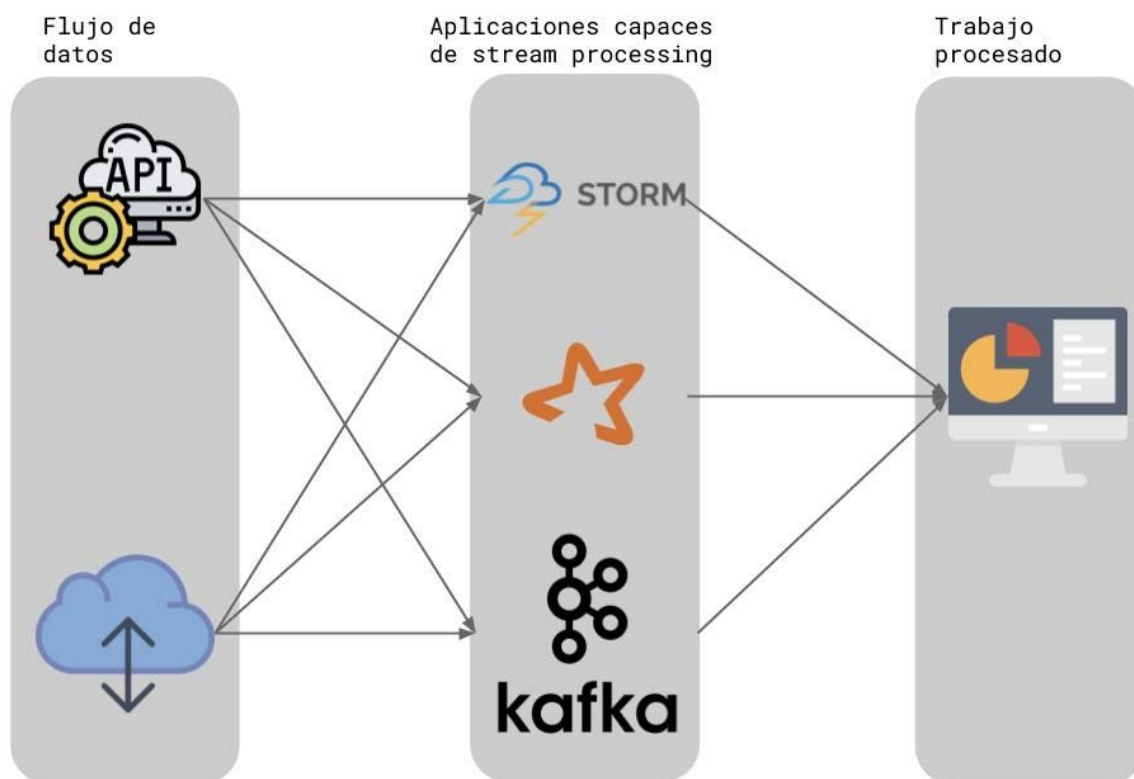 Flujo de
datos
Aplicaciones capaces
de stream processing
Trabajo
procesado
API
STORM
kafka